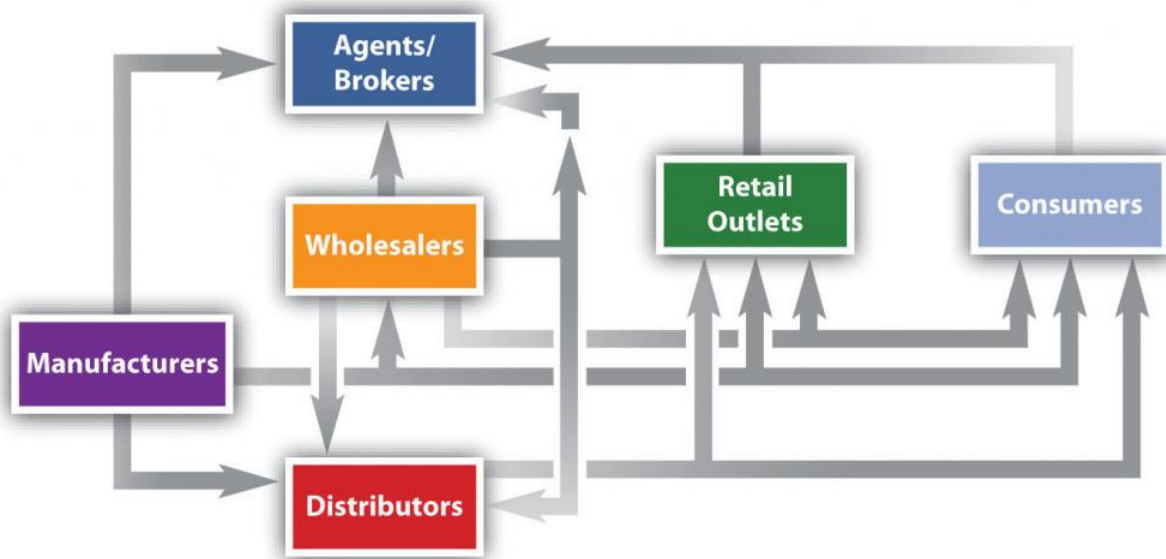 Agents/
Brokers
Retail
Outlets
Consumers
Wholesalers
Manufacturers
Distributors